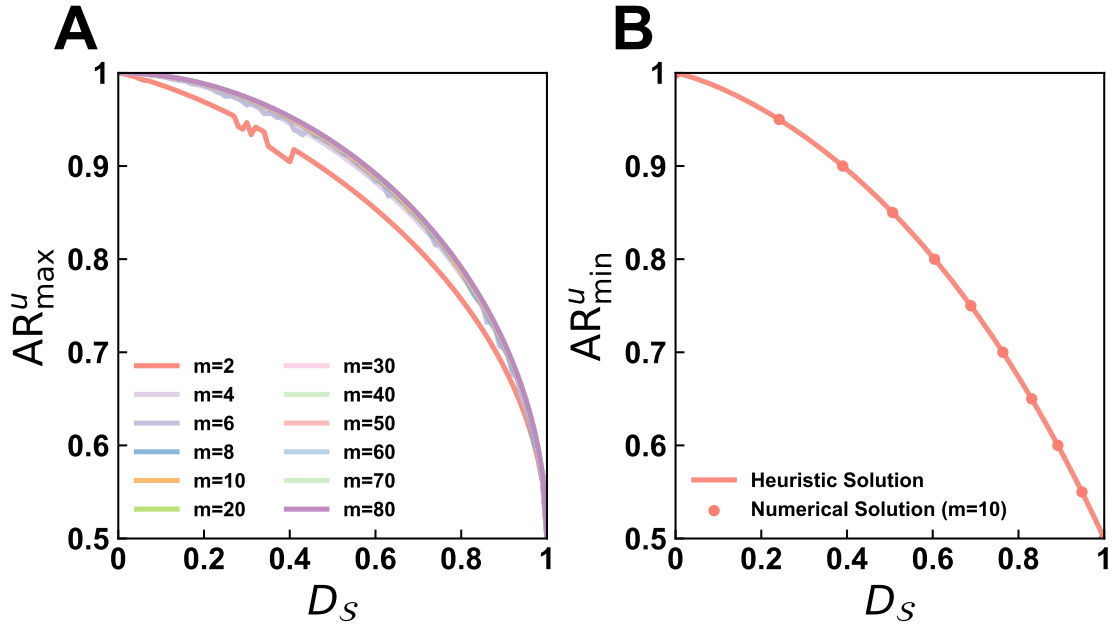 A
1
0.9
0.8
0.7
0.6
0.5
AR^u_max
m=2
m=4
m=6
m=8
m=10
m=20
m=30
m=40
m=50
m=60
m=70
m=80
0 0.2 0.4 0.6 0.8 1
D_𝒮
B
1
0.9
0.8
0.7
0.6
0.5
AR^u_min
Heuristic Solution
Numerical Solution (m=10)
0 0.2 0.4 0.6 0.8 1
D_𝒮